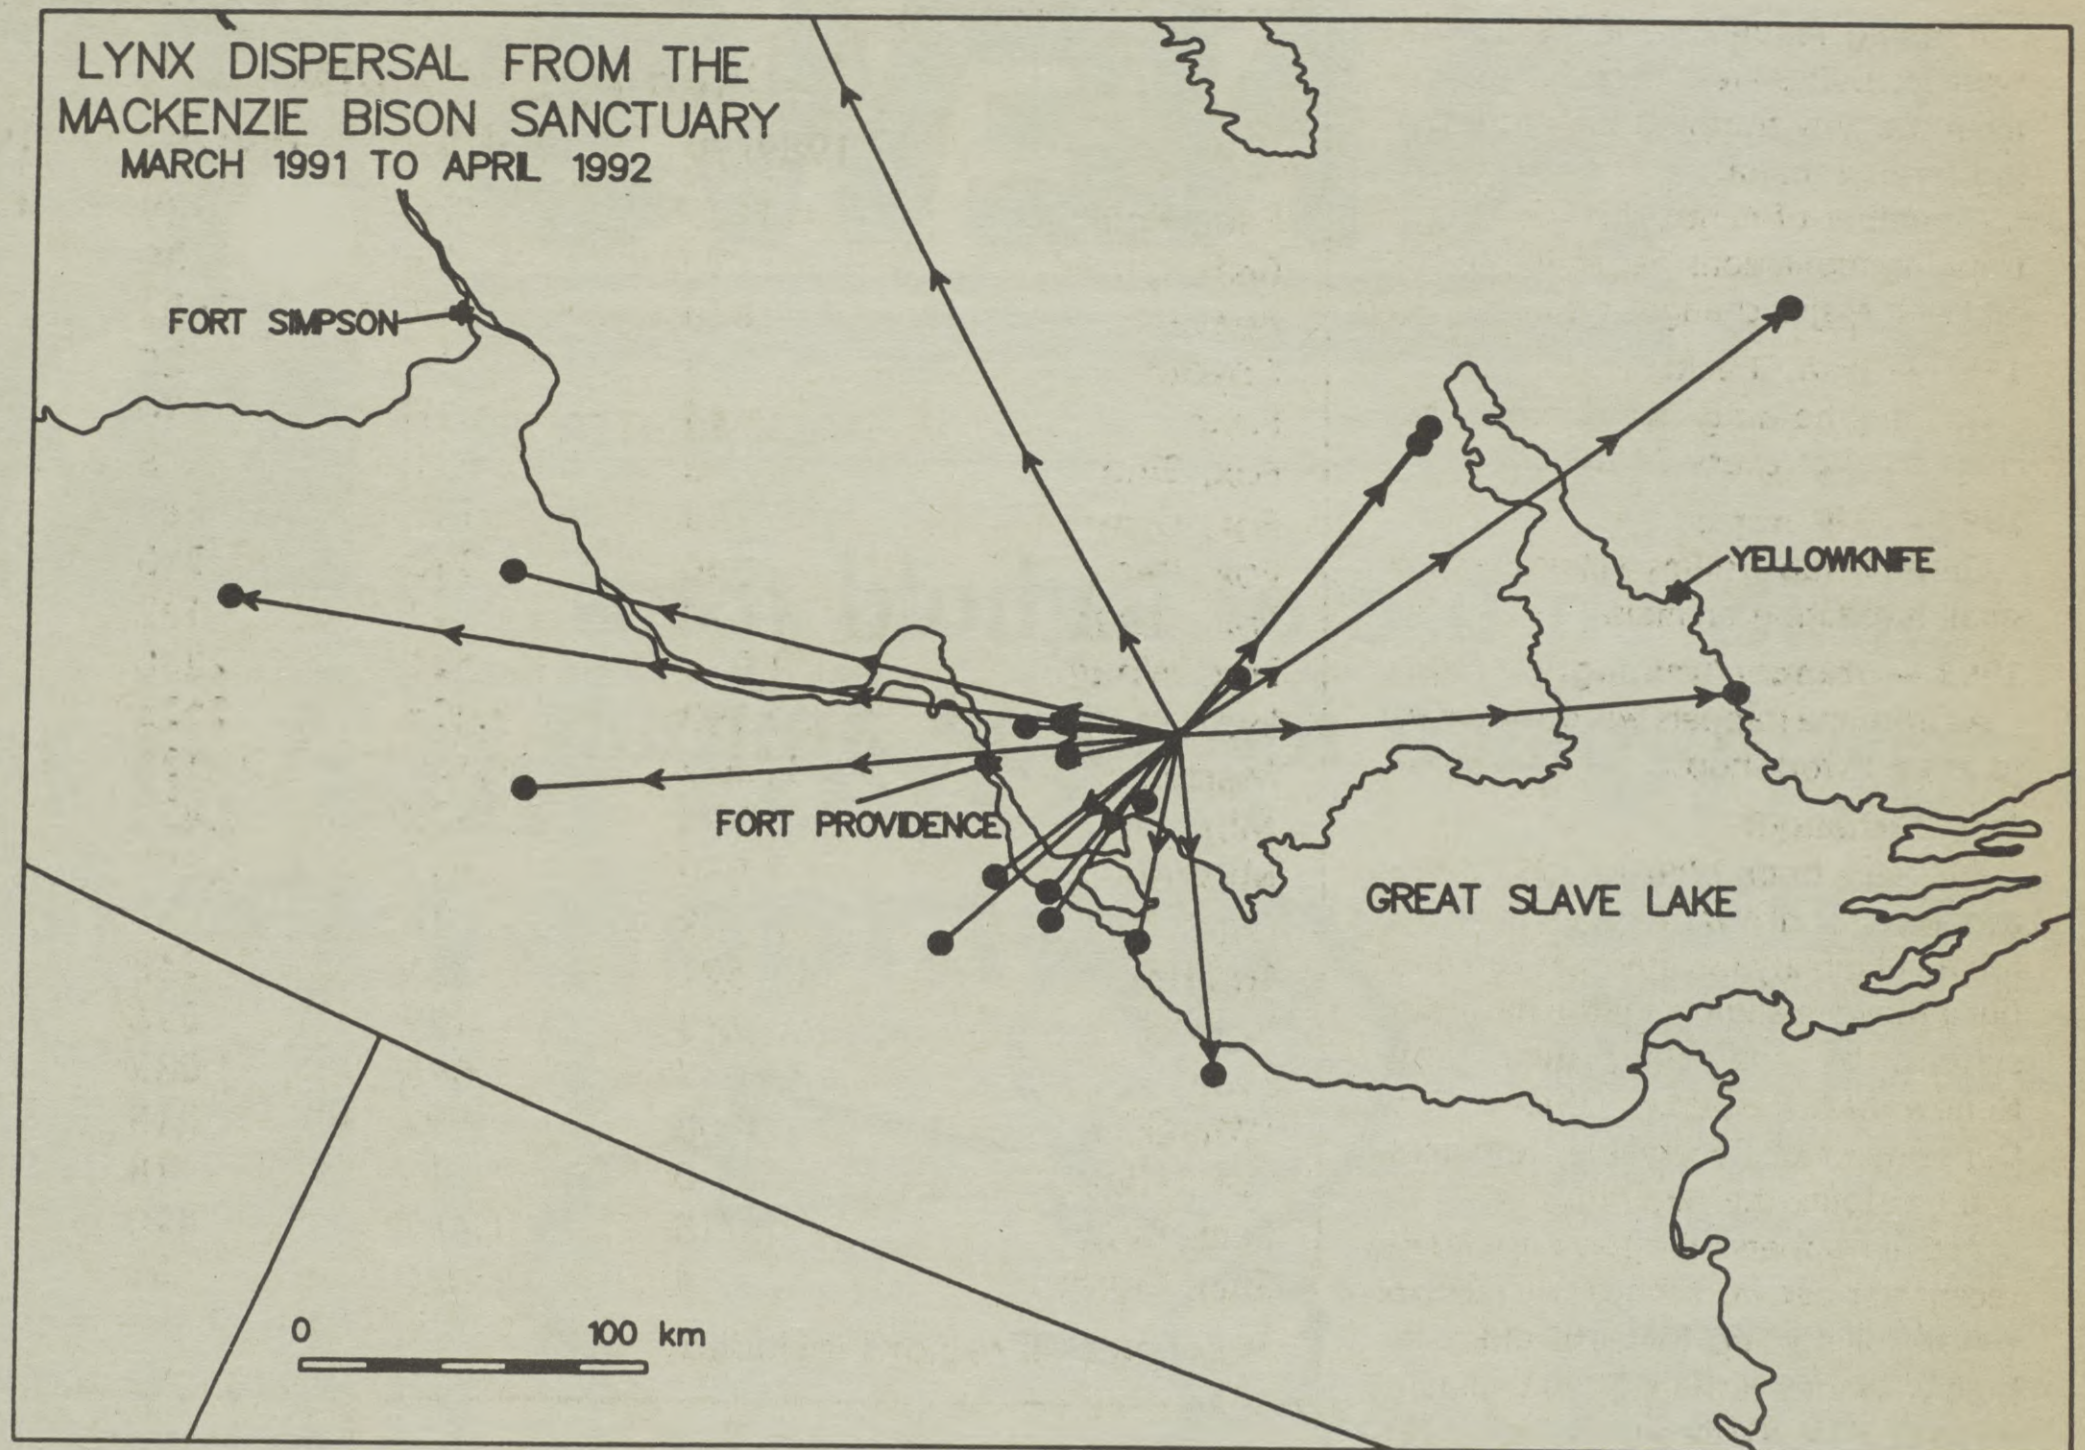 LYNX DISPERSAL FROM THE
MACKENZIE BISON SANCTUARY
MARCH 1991 TO APRIL 1992
FORT SIMPSON
YELLOWKNIFE
FORT PROVIDENCE
GREAT SLAVE LAKE
0 100 km